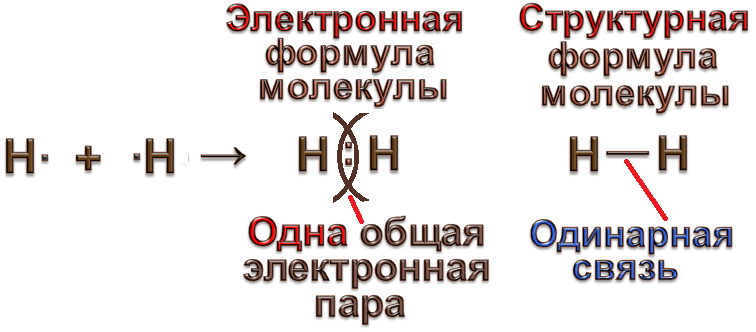 Электронная
формула
молекулы
Структурная
формула
молекулы
H· + ·H → H : H
H—H
Одна общая
электронная
пара
Одинарная
связь